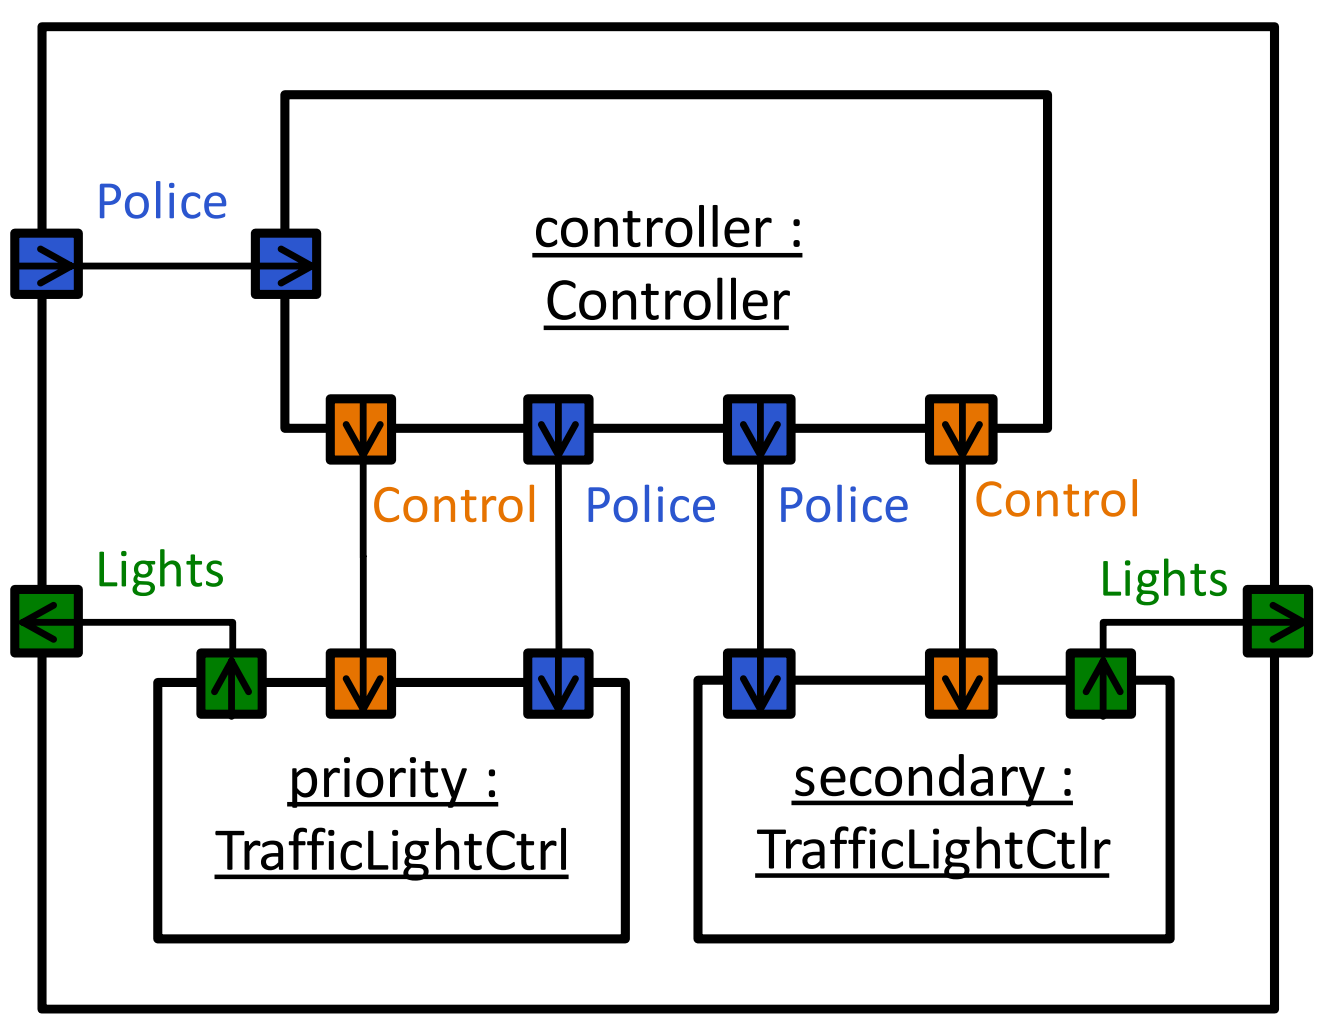 Police
controller :
Controller
Control
Police
Police
Control
Lights
Lights
priority :
TrafficLightCtrl
secondary :
TrafficLightCtlr